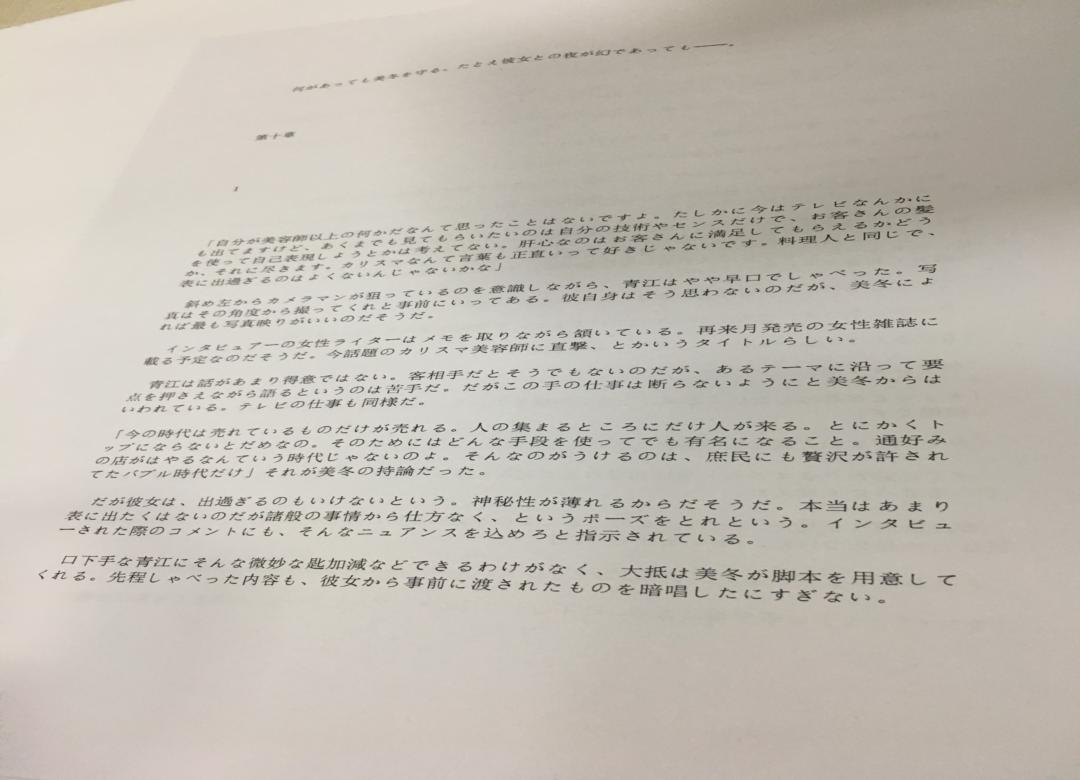 何があっても美冬を守る、たとえ彼女との夜が幻であっても――。
第十章
1
「自分が美容師以上の何かだなんて思ったことはないですよ。たしかに今はテレビなんかに
も出てますけど、あくまでも見てもらいたいのは自分の技術やセンスだけで、お客さんの髪
を使って自己表現しようとかは考えてない。肝心なのはお客さんに満足してもらえるかどう
か、それに尽きます。カリスマなんて言葉も正直いって好きじゃないです。料理人と同じで、
表に出過ぎるのはよくないんじゃないかな」
斜め左からカメラマンが狙っているのを意識しながら、青江はやや早口でしゃべった。写
真はその角度から撮ってくれと事前にいってある。彼自身はそう思わないのだが、美冬によ
れば最も写真映りがいいのだそうだ。
インタビュアーの女性ライターはメモを取りながら頷いている。再来月発売の女性雑誌に
載る予定なのだそうだ。今話題のカリスマ美容師に直撃、とかいうタイトルらしい。
青江は話があまり得意ではない。客相手だとそうでもないのだが、あるテーマに沿って要
点を押さえながら語るというのは苦手だ。だがこの手の仕事は断らないようにと美冬からは
いわれている。テレビの仕事も同様だ。
「今の時代は売れているものだけが売れる。人の集まるところにだけ人が来る。とにかくト
ップにならないとだめなの。そのためにはどんな手段を使ってでも有名になること。通好み
の店がはやるなんていう時代じゃないのよ。そんなのがうけるのは、庶民にも贅沢が許され
てたバブル時代だけ」それが美冬の持論だった。
だが彼女は、出過ぎるのもいけないという。神秘性が薄れるからだそうだ。本当はあまり
表に出たくはないのだが諸般の事情から仕方なく、というポーズをとれという。インタビュ
ーされた際のコメントにも、そんなニュアンスを込めろと指示されている。
口下手な青江にそんな微妙な匙加減などできるわけがなく、大抵は美冬が脚本を用意して
くれる。先程しゃべった内容も、彼女から事前に渡されたものを暗唱したにすぎない。